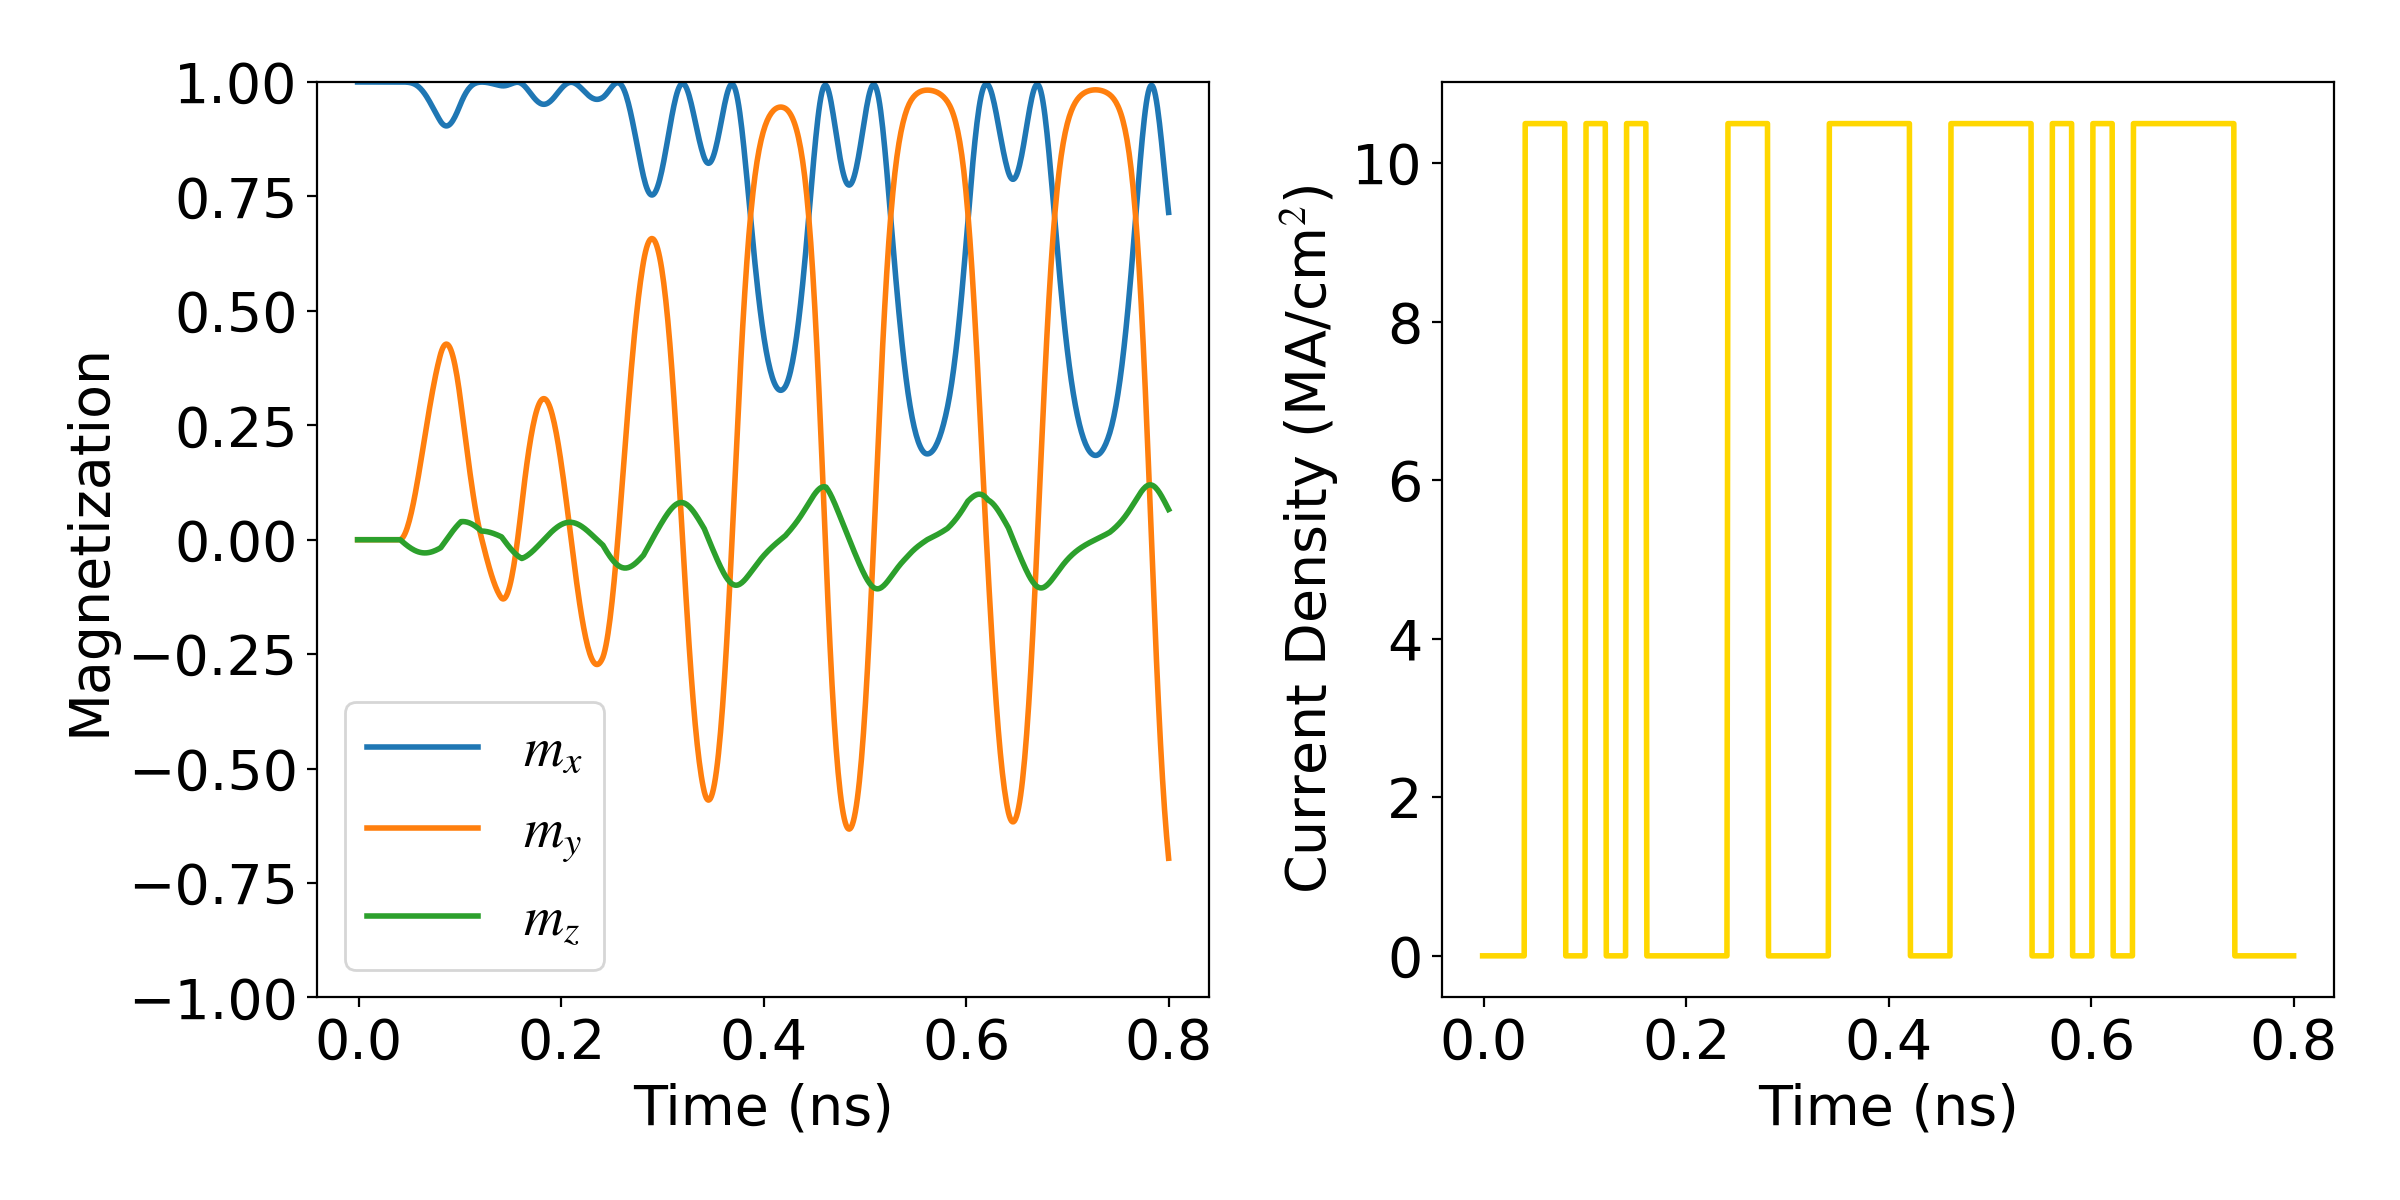 1.00
0.75
0.50
0.25
0.00
−0.25
−0.50
−0.75
−1.00
Magnetization
m_x
m_y
m_z
0.0 0.2 0.4 0.6 0.8
Time (ns)
10
8
6
4
2
0
Current Density (MA/cm²)
0.0 0.2 0.4 0.6 0.8
Time (ns)